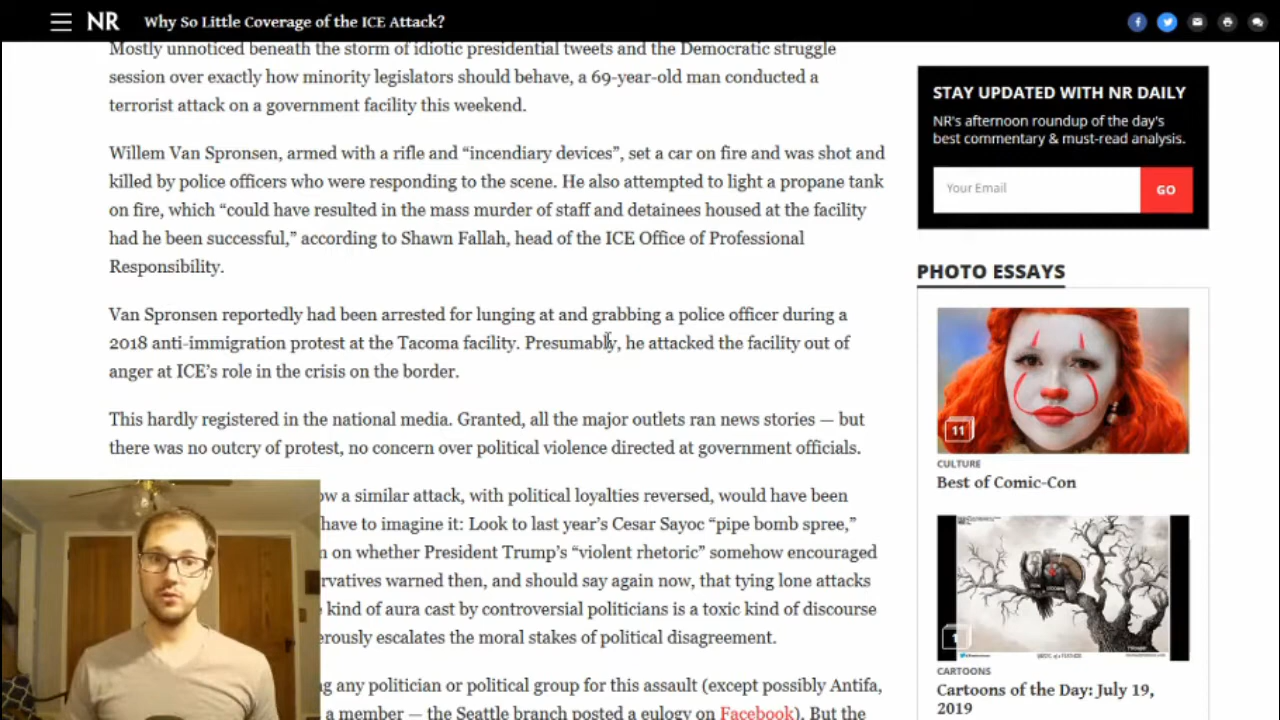 NR
Why So Little Coverage of the ICE Attack?
Mostly unnoticed beneath the storm of idiotic presidential tweets and the Democratic struggle
session over exactly how minority legislators should behave, a 69-year-old man conducted a
terrorist attack on a government facility this weekend.
Willem Van Spronsen, armed with a rifle and “incendiary devices”, set a car on fire and was shot and
killed by police officers who were responding to the scene. He also attempted to light a propane tank
on fire, which “could have resulted in the mass murder of staff and detainees housed at the facility
had he been successful,” according to Shawn Fallah, head of the ICE Office of Professional
Responsibility.
Van Spronsen reportedly had been arrested for lunging at and grabbing a police officer during a
2018 anti-immigration protest at the Tacoma facility. Presumably, he attacked the facility out of
anger at ICE’s role in the crisis on the border.
This hardly registered in the national media. Granted, all the major outlets ran news stories — but
there was no outcry of protest, no concern over political violence directed at government officials.
a similar attack, with political loyalties reversed, would have been
have to imagine it: Look to last year’s Cesar Sayoc “pipe bomb spree,”
on whether President Trump’s “violent rhetoric” somehow encouraged
warned then, and should say again now, that tying lone attacks
kind of aura cast by controversial politicians is a toxic kind of discourse
escalates the moral stakes of political disagreement.
any politician or political group for this assault (except possibly Antifa,
a member — the Seattle branch posted a eulogy on Facebook). But the
STAY UPDATED WITH NR DAILY
NR's afternoon roundup of the day's
best commentary & must-read analysis.
Your Email
GO
PHOTO ESSAYS
11
CULTURE
Best of Comic-Con
1
CARTOONS
Cartoons of the Day: July 19,
2019